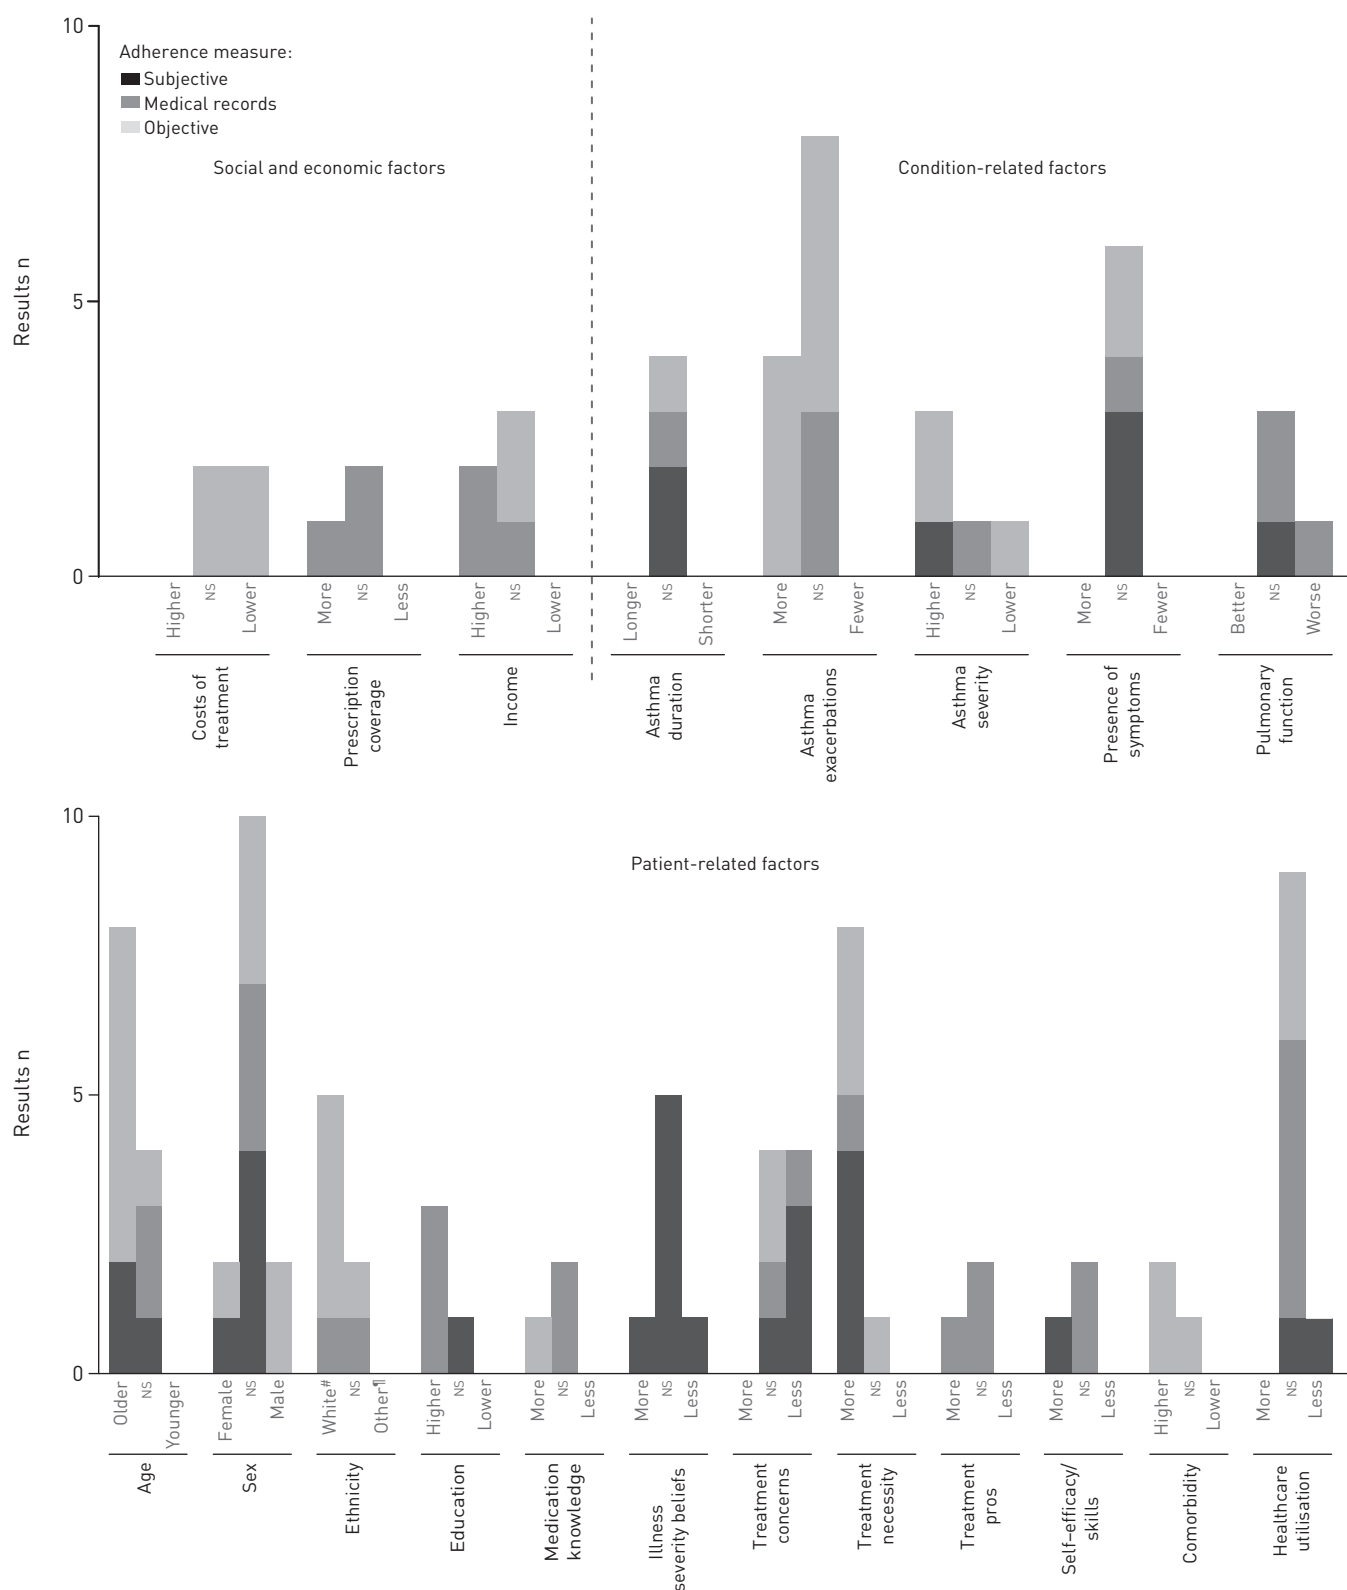 10
Adherence measure:
Subjective
Medical records
Objective
Social and economic factors
Condition-related factors
Results n
5
0
Higher
NS
Lower
More
NS
Less
Higher
NS
Lower
Longer
NS
Shorter
More
NS
Fewer
Higher
NS
Lower
More
NS
Fewer
Better
NS
Worse
Costs of
treatment
Prescription
coverage
Income
Asthma
duration
Asthma
exacerbations
Asthma
severity
Presence of
symptoms
Pulmonary
function
10
Patient-related factors
Results n
5
0
Older
NS
Younger
Female
NS
Male
White#
NS
Other¶
Higher
NS
Lower
More
NS
Less
More
NS
Less
More
NS
Less
More
NS
Less
More
NS
Less
More
NS
Less
Higher
NS
Lower
More
NS
Less
Age
Sex
Ethnicity
Education
Medication
knowledge
Illness
severity beliefs
Treatment
concerns
Treatment
necessity
Treatment
pros
Self-efficacy/
skills
Comorbidity
Healthcare
utilisation